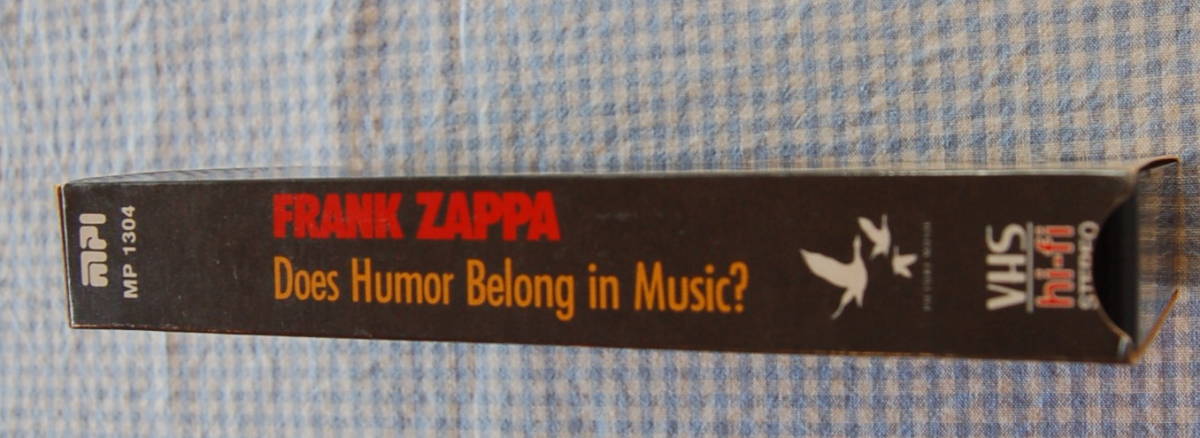 MPI
MP 1304
FRANK ZAPPA
Does Humor Belong in Music?
VHS
hi-fi
STEREO